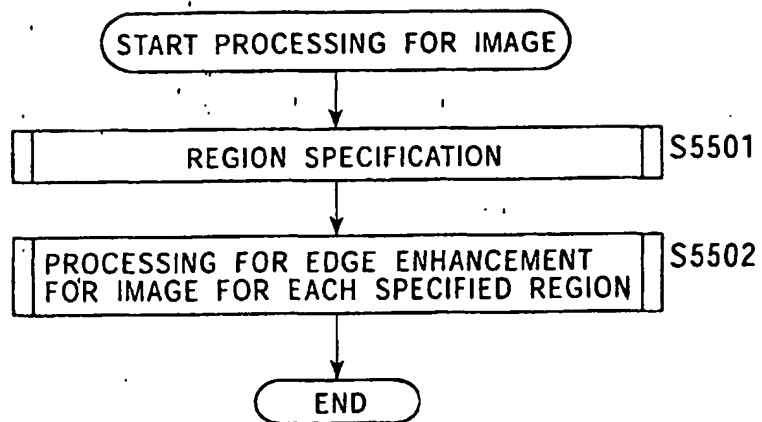 START PROCESSING FOR IMAGE
REGION SPECIFICATION
S5501
PROCESSING FOR EDGE ENHANCEMENT
FOR IMAGE FOR EACH SPECIFIED REGION
S5502
END